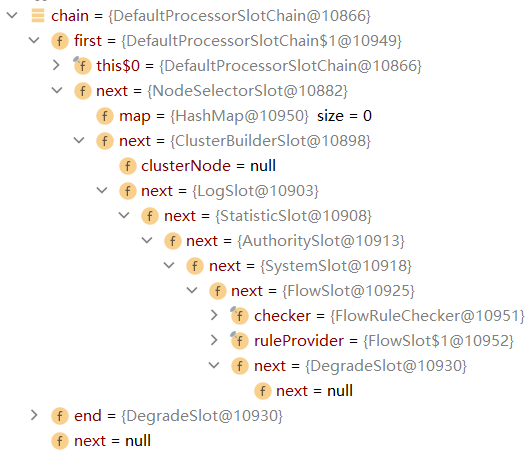 chain = {DefaultProcessorSlotChain@10866}
f first = {DefaultProcessorSlotChain$1@10949}
f this$0 = {DefaultProcessorSlotChain@10866}
f next = {NodeSelectorSlot@10882}
f map = {HashMap@10950} size = 0
f next = {ClusterBuilderSlot@10898}
f clusterNode = null
f next = {LogSlot@10903}
f next = {StatisticSlot@10908}
f next = {AuthoritySlot@10913}
f next = {SystemSlot@10918}
f next = {FlowSlot@10925}
f checker = {FlowRuleChecker@10951}
f ruleProvider = {FlowSlot$1@10952}
f next = {DegradeSlot@10930}
f next = null
f end = {DegradeSlot@10930}
f next = null